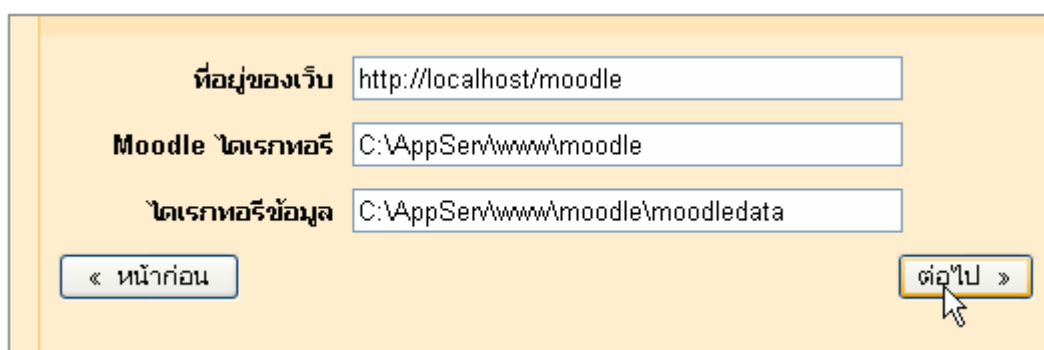 ที่อยู่ของเว็บ http://localhost/moodle
Moodle ไดเรกทอรี C:\AppServ\www\moodle
ไดเรกทอรีข้อมูล C:\AppServ\www\moodle\moodledata
« หน้าก่อน ต่อไป »